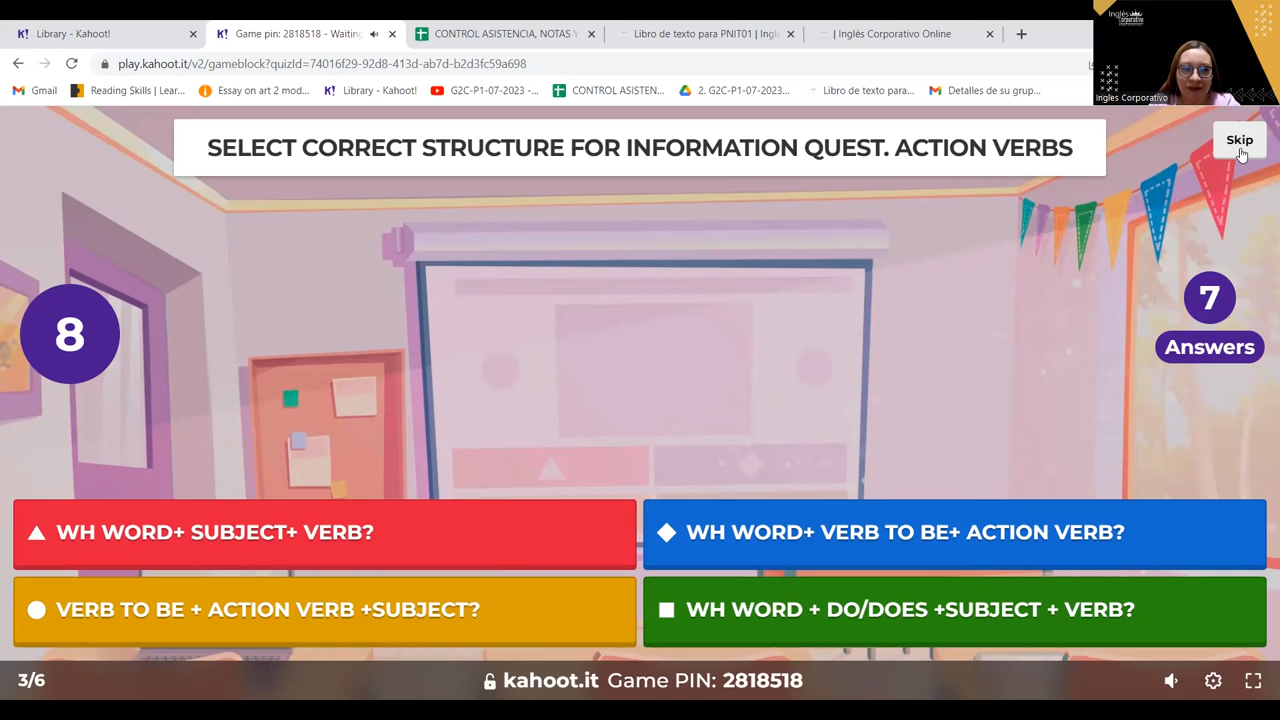 Library - Kahoot!
Game pin: 2818518 - Waiting
CONTROL ASISTENCIA, NOTAS Y
Libro de texto para PNIT01 | Ingl
| Inglés Corporativo Online
play.kahoot.it/v2/gameblock?quizId=74016f29-92d8-413d-ab7d-b2d3fc59a698
Gmail
Reading Skills | Lear...
Essay on art 2 mod...
Library - Kahoot!
G2C-P1-07-2023 -...
CONTROL ASISTEN...
2. G2C-P1-07-2023...
Libro de texto para...
Detalles de su grup...
Inglés
Corporativo
Ingles Corporativo
SELECT CORRECT STRUCTURE FOR INFORMATION QUEST. ACTION VERBS
Skip
8
7
Answers
WH WORD+ SUBJECT+ VERB?
WH WORD+ VERB TO BE+ ACTION VERB?
VERB TO BE + ACTION VERB +SUBJECT?
WH WORD + DO/DOES +SUBJECT + VERB?
3/6
kahoot.it Game PIN: 2818518